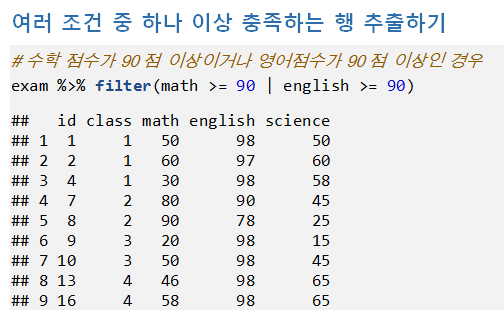 여러 조건 중 하나 이상 충족하는 행 추출하기
# 수학 점수가 90점 이상이거나 영어점수가 90점 이상인 경우
exam %>% filter(math >= 90 | english >= 90)
##   id class math english science
## 1  1     1   50      98      50
## 2  2     1   60      97      60
## 3  4     1   30      98      58
## 4  7     2   80      90      45
## 5  8     2   90      78      25
## 6  9     3   20      98      15
## 7 10     3   50      98      45
## 8 13     4   46      98      65
## 9 16     4   58      98      65